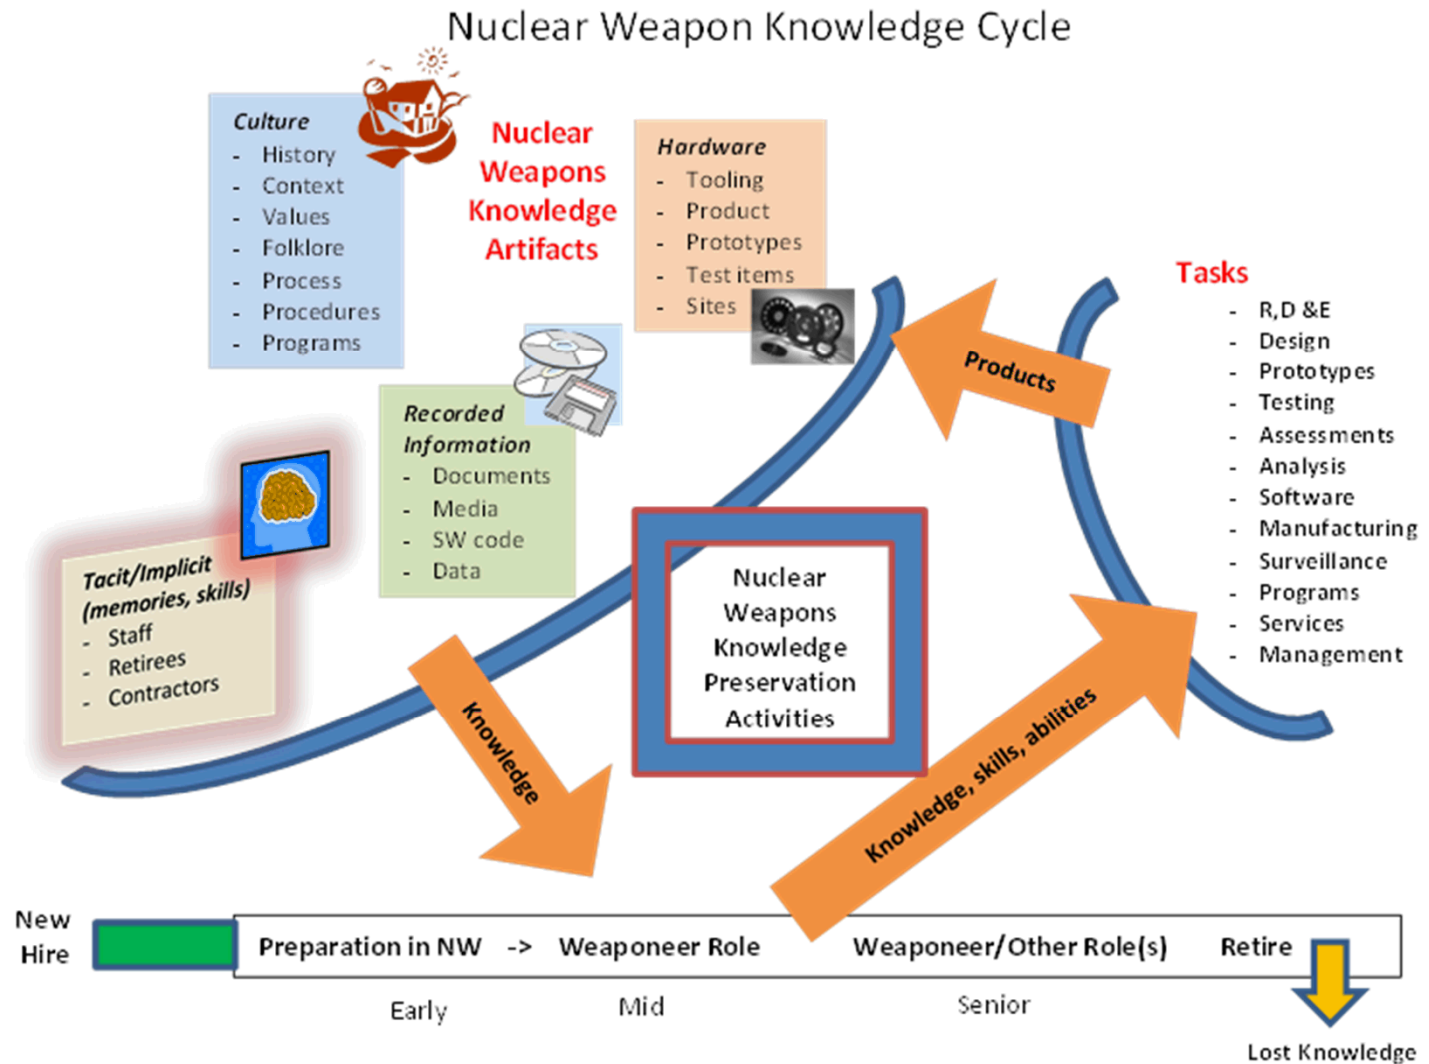 Nuclear Weapon Knowledge Cycle
Culture
- History
- Context
- Values
- Folklore
- Process
- Procedures
- Programs
Nuclear
Weapons
Knowledge
Artifacts
Hardware
- Tooling
- Product
- Prototypes
- Test items
- Sites
Recorded
Information
- Documents
- Media
- SW code
- Data
Tacit/Implicit
(memories, skills)
- Staff
- Retirees
- Contractors
Products
Tasks
- R,D &E
- Design
- Prototypes
- Testing
- Assessments
- Analysis
- Software
- Manufacturing
- Surveillance
- Programs
- Services
- Management
Nuclear
Weapons
Knowledge
Preservation
Activities
Knowledge
Knowledge, skills, abilities
New
Hire
Preparation in NW -> Weaponeer Role Weaponeer/Other Role(s) Retire
Early Mid Senior
Lost Knowledge